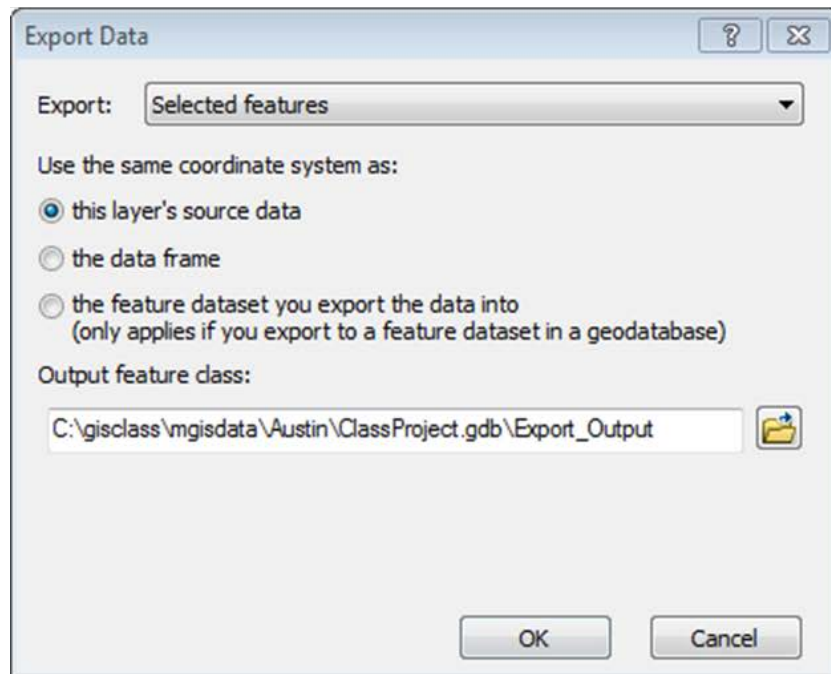 Export Data
Export: Selected features
Use the same coordinate system as:
this layer's source data
the data frame
the feature dataset you export the data into
(only applies if you export to a feature dataset in a geodatabase)
Output feature class:
C:\gisclass\mgisdata\Austin\ClassProject.gdb\Export_Output
OK Cancel